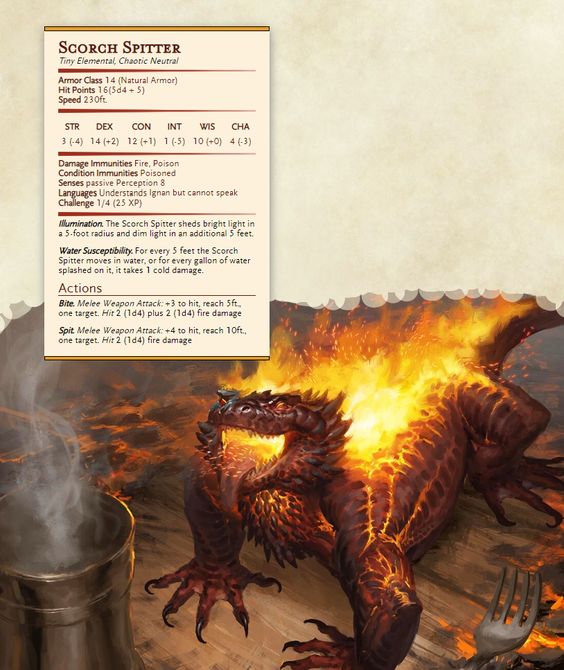 Scorch Spitter
Tiny Elemental, Chaotic Neutral
Armor Class 14 (Natural Armor)
Hit Points 16(5d4 + 5)
Speed 230ft.
STR DEX CON INT WIS CHA
3 (-4) 14 (+2) 12 (+1) 1 (-5) 10 (+0) 4 (-3)
Damage Immunities Fire, Poison
Condition Immunities Poisoned
Senses passive Perception 8
Languages Understands Ignan but cannot speak
Challenge 1/4 (25 XP)
Illumination. The Scorch Spitter sheds bright light in
a 5-foot radius and dim light in an additional 5 feet.
Water Susceptibility. For every 5 feet the Scorch
Spitter moves in water, or for every gallon of water
splashed on it, it takes 1 cold damage.
Actions
Bite. Melee Weapon Attack: +3 to hit, reach 5ft.,
one target. Hit 2 (1d4) plus 2 (1d4) fire damage
Spit. Melee Weapon Attack: +4 to hit, reach 10ft.,
one target. Hit 2 (1d4) fire damage